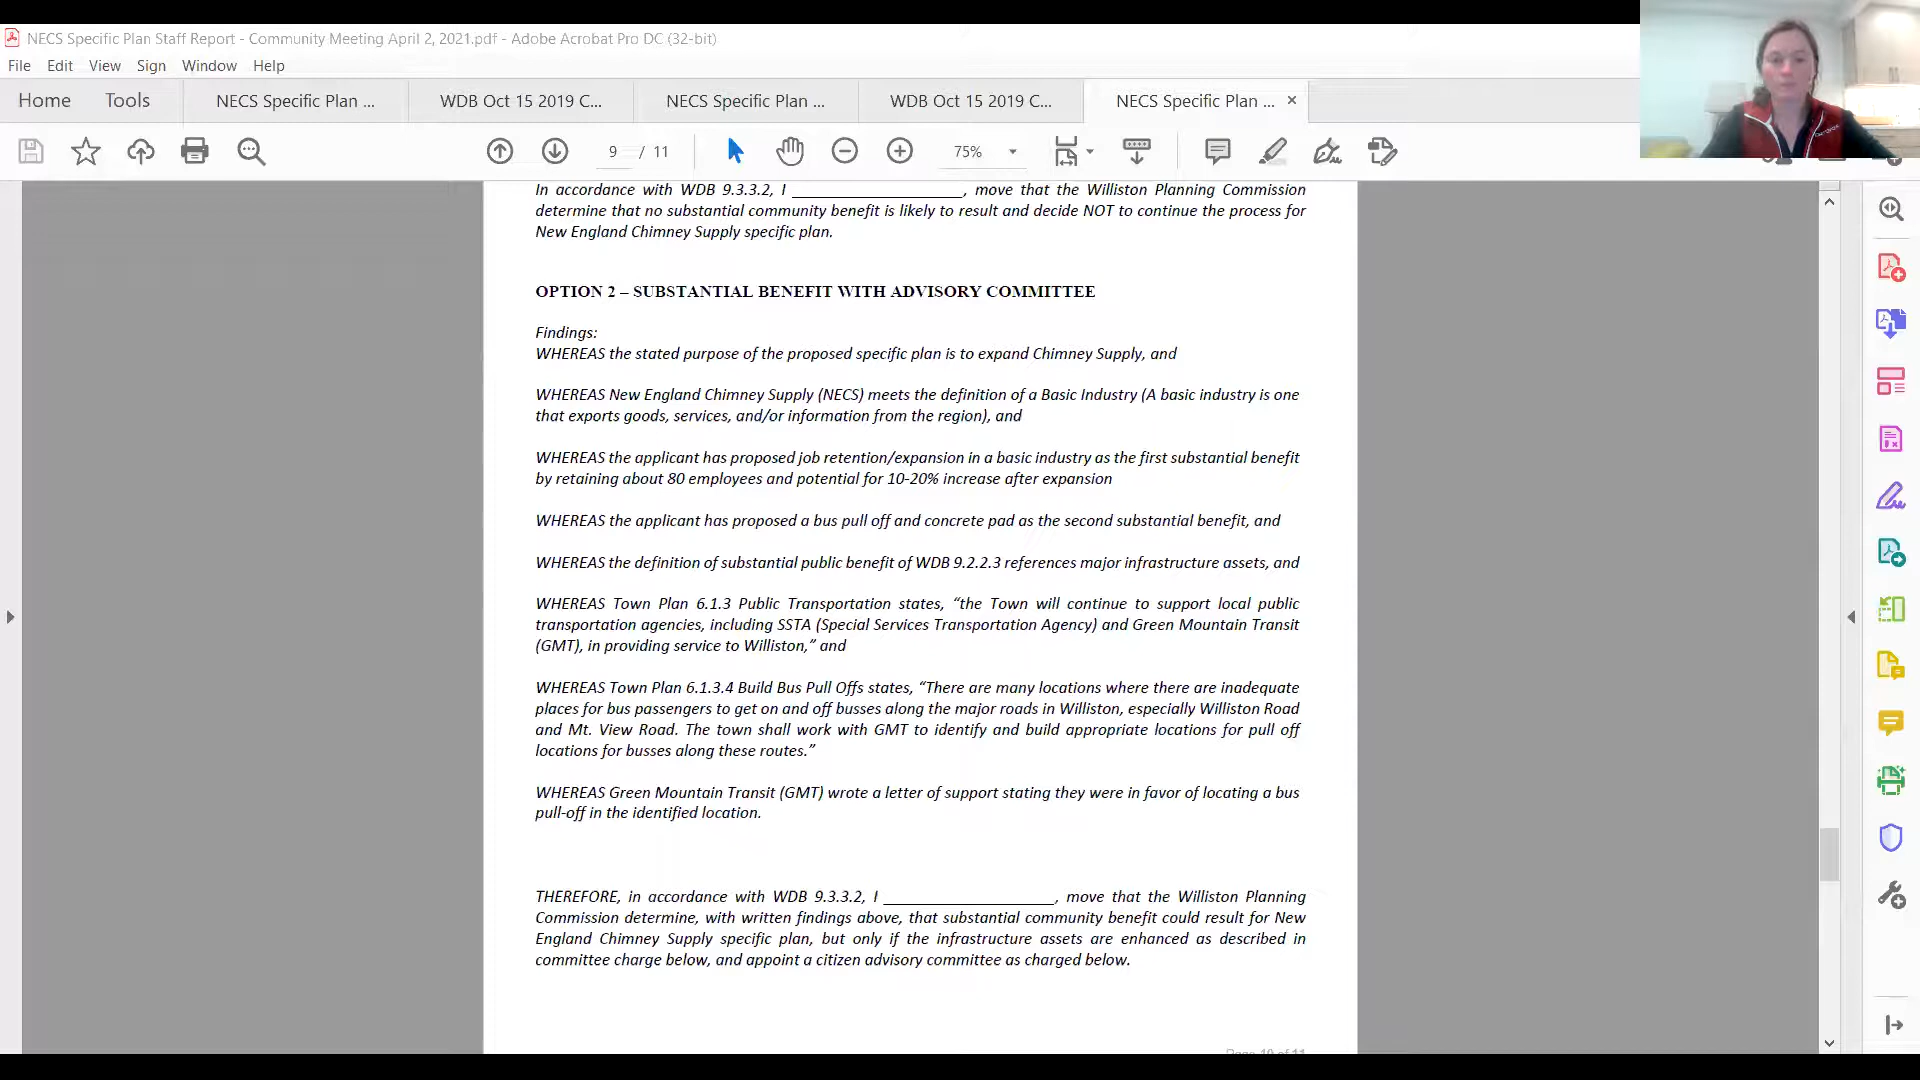 NECS Specific Plan Staff Report - Community Meeting April 2, 2021.pdf - Adobe Acrobat Pro DC (32-bit)
File Edit View Sign Window Help
Home Tools NECS Specific Plan ... WDB Oct 15 2019 C... NECS Specific Plan ... WDB Oct 15 2019 C... NECS Specific Plan ... ×
9 / 11 75%
In accordance with WDB 9.3.3.2, I ____________________, move that the Williston Planning Commission
determine that no substantial community benefit is likely to result and decide NOT to continue the process for
New England Chimney Supply specific plan.
OPTION 2 – SUBSTANTIAL BENEFIT WITH ADVISORY COMMITTEE
Findings:
WHEREAS the stated purpose of the proposed specific plan is to expand Chimney Supply, and
WHEREAS New England Chimney Supply (NECS) meets the definition of a Basic Industry (A basic industry is one
that exports goods, services, and/or information from the region), and
WHEREAS the applicant has proposed job retention/expansion in a basic industry as the first substantial benefit
by retaining about 80 employees and potential for 10-20% increase after expansion
WHEREAS the applicant has proposed a bus pull off and concrete pad as the second substantial benefit, and
WHEREAS the definition of substantial public benefit of WDB 9.2.2.3 references major infrastructure assets, and
WHEREAS Town Plan 6.1.3 Public Transportation states, “the Town will continue to support local public
transportation agencies, including SSTA (Special Services Transportation Agency) and Green Mountain Transit
(GMT), in providing service to Williston,” and
WHEREAS Town Plan 6.1.3.4 Build Bus Pull Offs states, “There are many locations where there are inadequate
places for bus passengers to get on and off busses along the major roads in Williston, especially Williston Road
and Mt. View Road. The town shall work with GMT to identify and build appropriate locations for pull off
locations for busses along these routes.”
WHEREAS Green Mountain Transit (GMT) wrote a letter of support stating they were in favor of locating a bus
pull-off in the identified location.
THEREFORE, in accordance with WDB 9.3.3.2, I ____________________, move that the Williston Planning
Commission determine, with written findings above, that substantial community benefit could result for New
England Chimney Supply specific plan, but only if the infrastructure assets are enhanced as described in
committee charge below, and appoint a citizen advisory committee as charged below.
Page 10 of 11